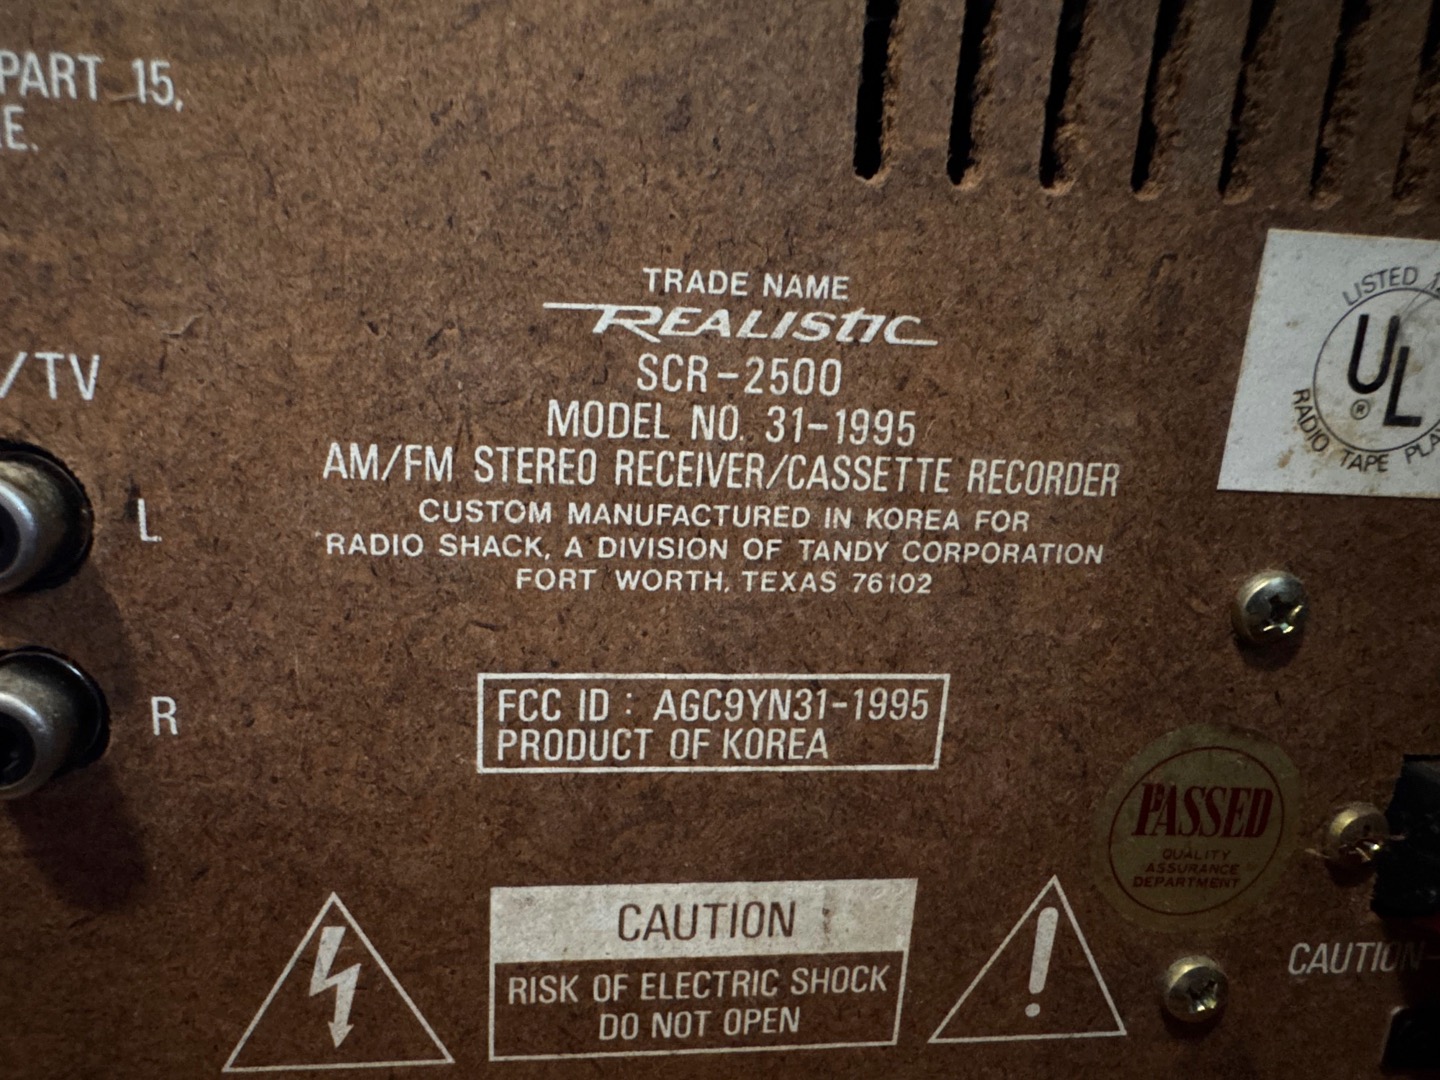 PART 15,
E.
TRADE NAME
REALISTIC
SCR-2500
MODEL NO. 31-1995
AM/FM STEREO RECEIVER/CASSETTE RECORDER
CUSTOM MANUFACTURED IN KOREA FOR
RADIO SHACK, A DIVISION OF TANDY CORPORATION
FORT WORTH, TEXAS 76102
/TV
L
R
FCC ID : AGC9YN31-1995
PRODUCT OF KOREA
CAUTION
RISK OF ELECTRIC SHOCK
DO NOT OPEN
!
LISTED
UL
®
RADIO TAPE
PASSED
QUALITY
ASSURANCE
DEPARTMENT
CAUTION-